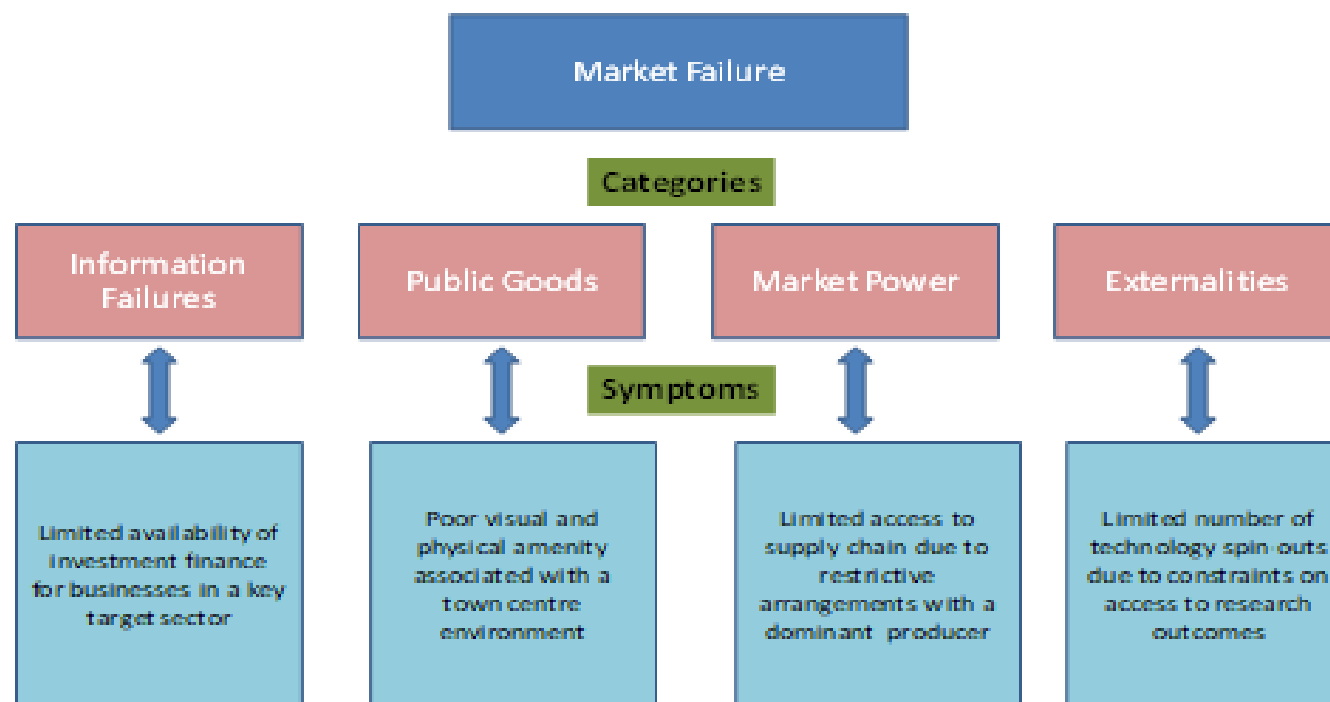 Market Failure
Categories
Information
Failures
Public Goods
Market Power
Externalities
Symptoms
Limited availability of
investment finance
for businesses in a key
target sector
Poor visual and
physical amenity
associated with a
town centre
environment
Limited access to
supply chain due to
restrictive
arrangements with a
dominant producer
Limited number of
technology spin-outs
due to constraints on
access to research
outcomes